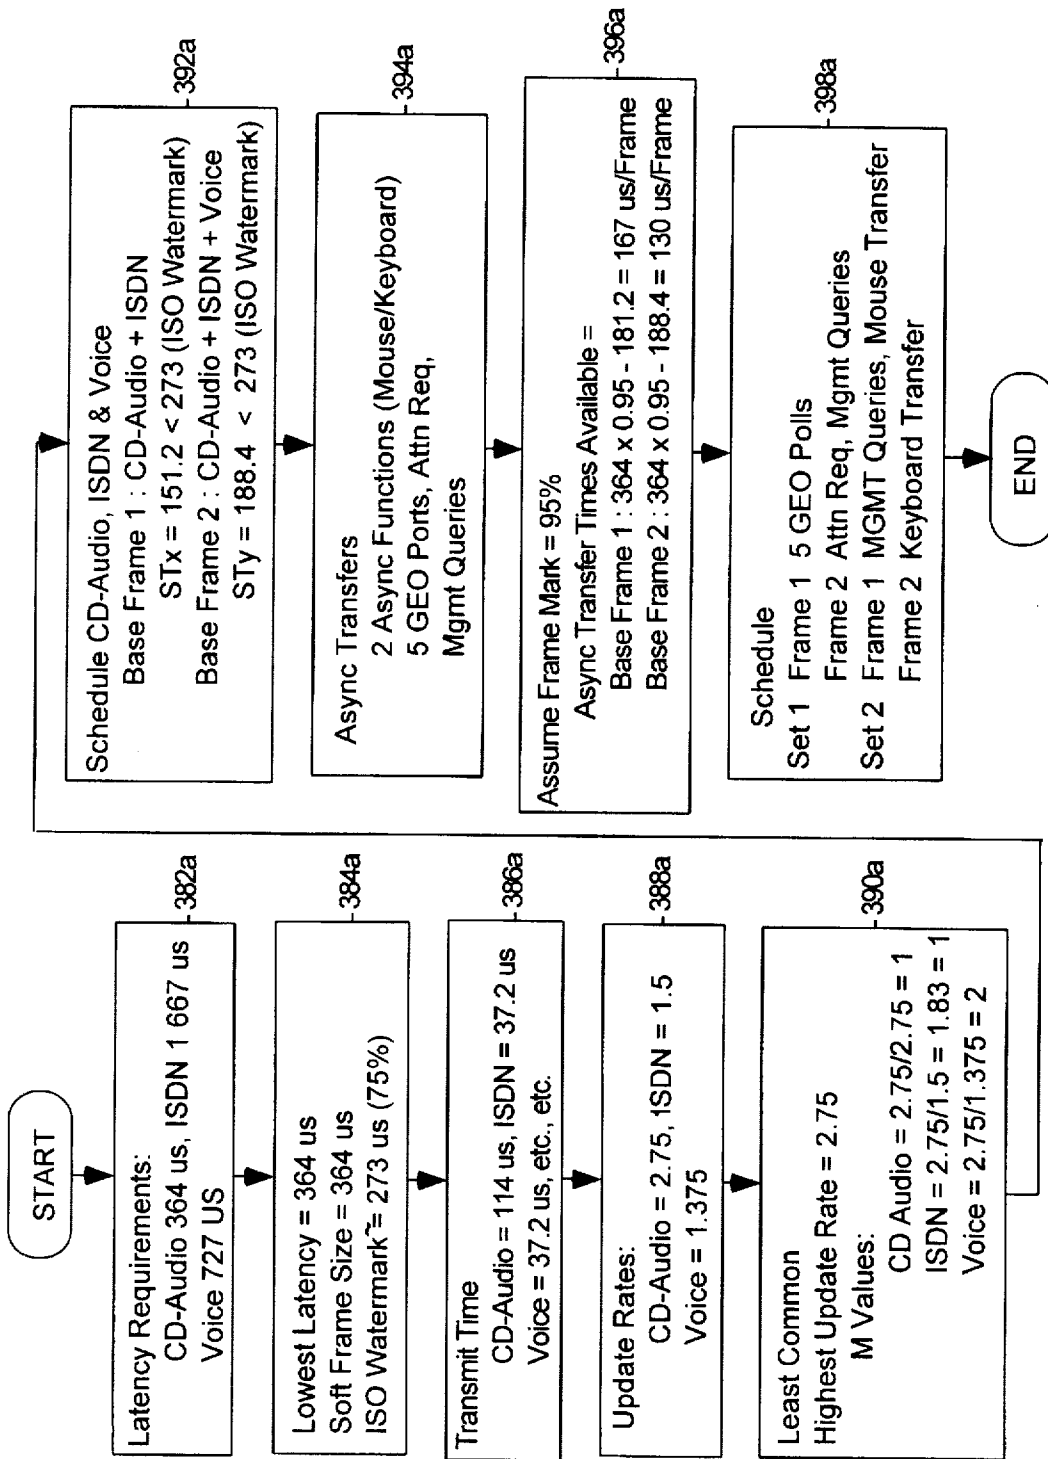 START
Latency Requirements:
CD-Audio 364 us, ISDN 1 667 us
Voice 727 US
382a
Lowest Latency = 364 us
Soft Frame Size = 364 us
ISO Watermark ~= 273 us (75%)
384a
Transmit Time
CD-Audio = 114 us, ISDN = 37.2 us
Voice = 37.2 us, etc., etc.
386a
Update Rates:
CD-Audio = 2.75, 1SDN = 1.5
Voice = 1.375
388a
Least Common
Highest Update Rate = 2.75
M Values:
CD Audio = 2.75/2.75 = 1
ISDN = 2.75/1.5 = 1.83 = 1
Voice = 2.75/1.375 = 2
390a
Schedule CD-Audio, ISDN & Voice
Base Frame 1 : CD-Audio + ISDN
STx = 151.2 < 273 (ISO Watermark)
Base Frame 2 : CD-Audio + ISDN + Voice
STy = 188.4 < 273 (ISO Watermark)
392a
Async Transfers
2 Async Functions (Mouse/Keyboard)
5 GEO Ports, Attn Req,
Mgmt Queries
394a
Assume Frame Mark = 95%
Async Transfer Times Available =
Base Frame 1 : 364 x 0.95 - 181.2 = 167 us/Frame
Base Frame 2 : 364 x 0.95 - 188.4 = 130 us/Frame
396a
Schedule
Set 1 Frame 1 5 GEO Polls
Frame 2 Attn Req, Mgmt Queries
Set 2 Frame 1 MGMT Queries, Mouse Transfer
Frame 2 Keyboard Transfer
398a
END